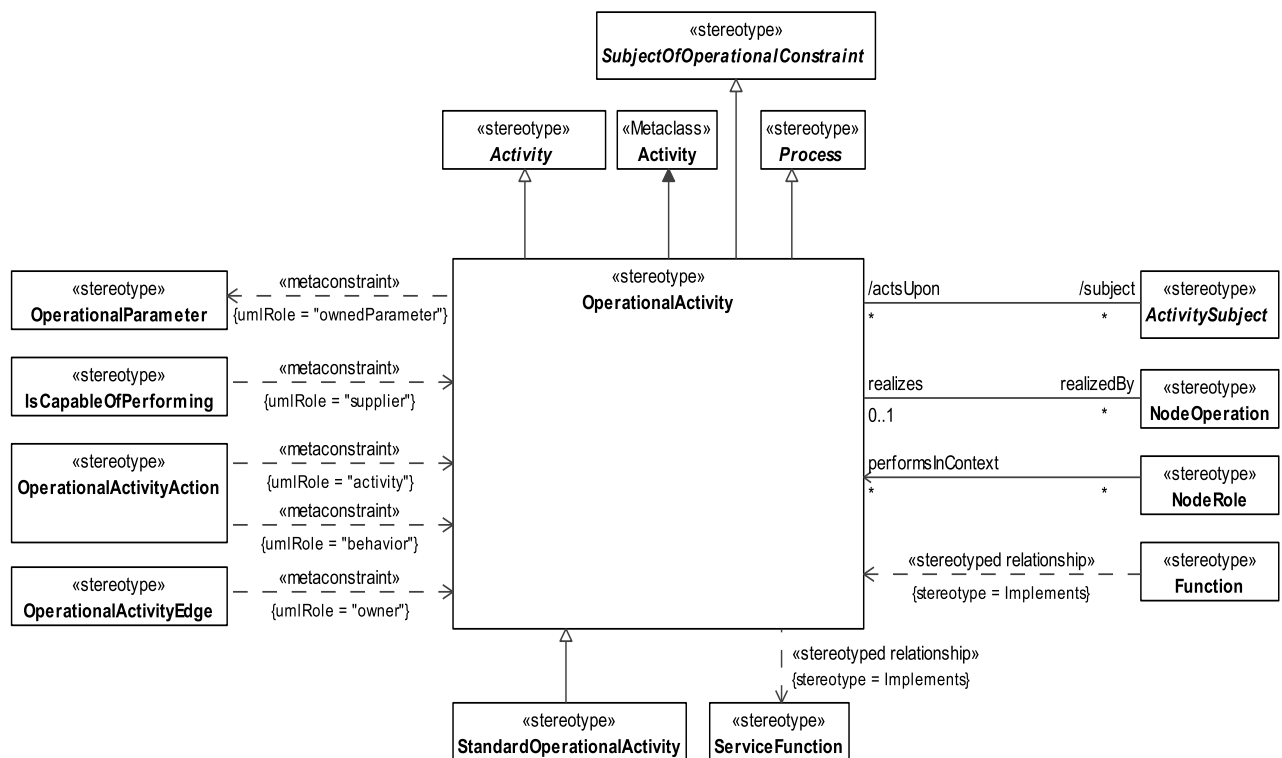 «stereotype»
SubjectOfOperationalConstraint
«stereotype»
Activity
«Metaclass»
Activity
«stereotype»
Process
«stereotype»
OperationalActivity
«stereotype»
OperationalParameter
«metaconstraint»
{umlRole = "ownedParameter"}
«stereotype»
IsCapableOfPerforming
«metaconstraint»
{umlRole = "supplier"}
«stereotype»
OperationalActivityAction
«metaconstraint»
{umlRole = "activity"}
«metaconstraint»
{umlRole = "behavior"}
«stereotype»
OperationalActivityEdge
«metaconstraint»
{umlRole = "owner"}
/actsUpon
/subject
*
*
«stereotype»
ActivitySubject
realizes
realizedBy
0..1
*
«stereotype»
NodeOperation
performsInContext
*
*
«stereotype»
NodeRole
«stereotyped relationship»
{stereotype = Implements}
«stereotype»
Function
«stereotyped relationship»
{stereotype = Implements}
«stereotype»
StandardOperationalActivity
«stereotype»
ServiceFunction